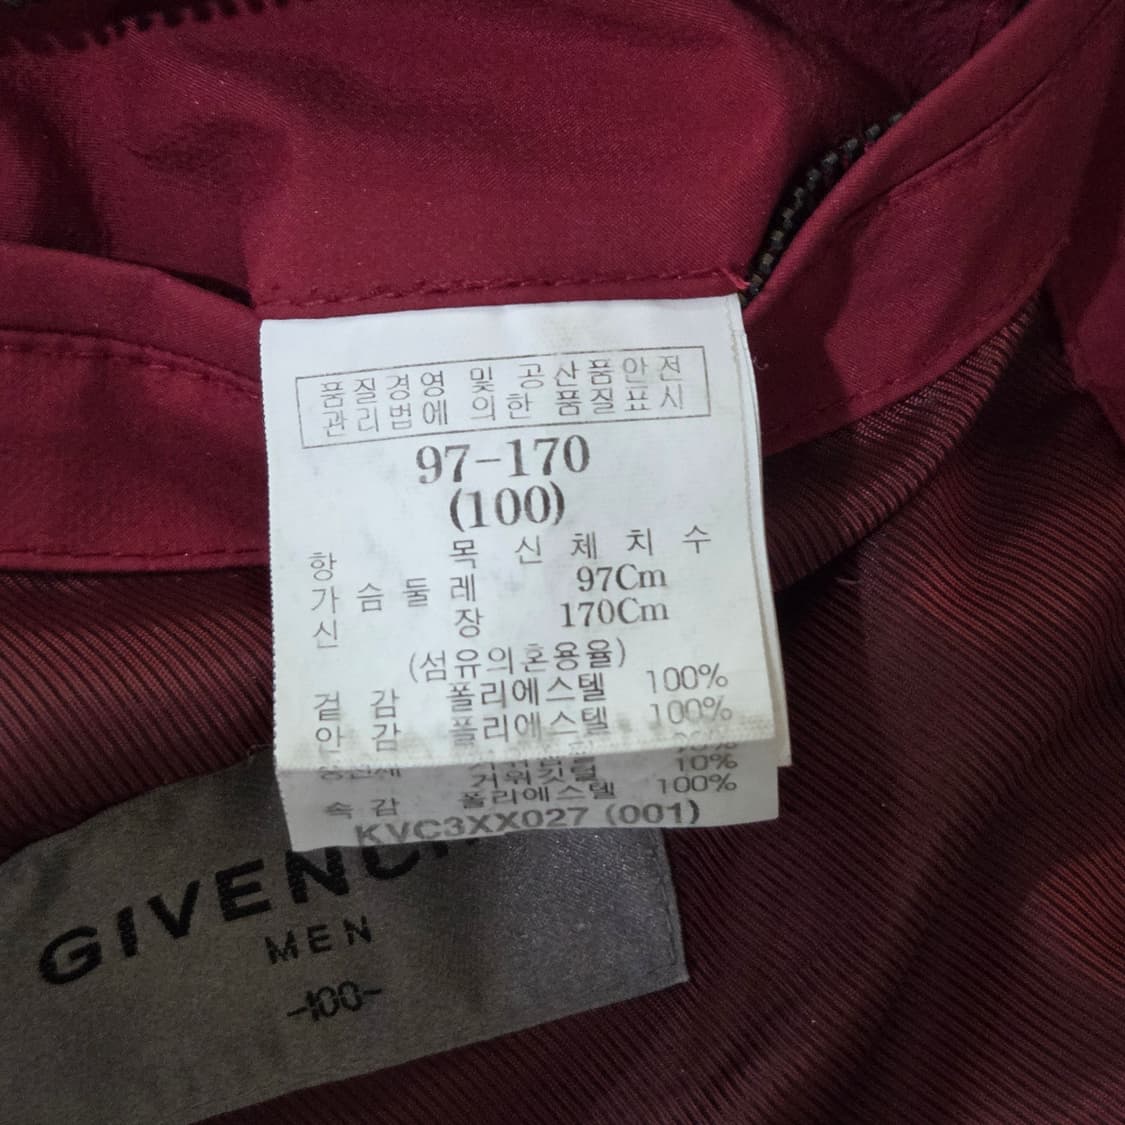 품질경영 및 공산품안전
관리법에 의한 품질표시
97-170
(100)
항 목 신 체 치 수
가 슴 둘 레 97Cm
신 장 170Cm
(섬유의혼용율)
겉 감 폴리에스텔 100%
안 감 폴리에스텔 100%
거위깃털 10%
속 감 폴리에스텔 100%
KVC3XX027 (001)
MEN
-100-